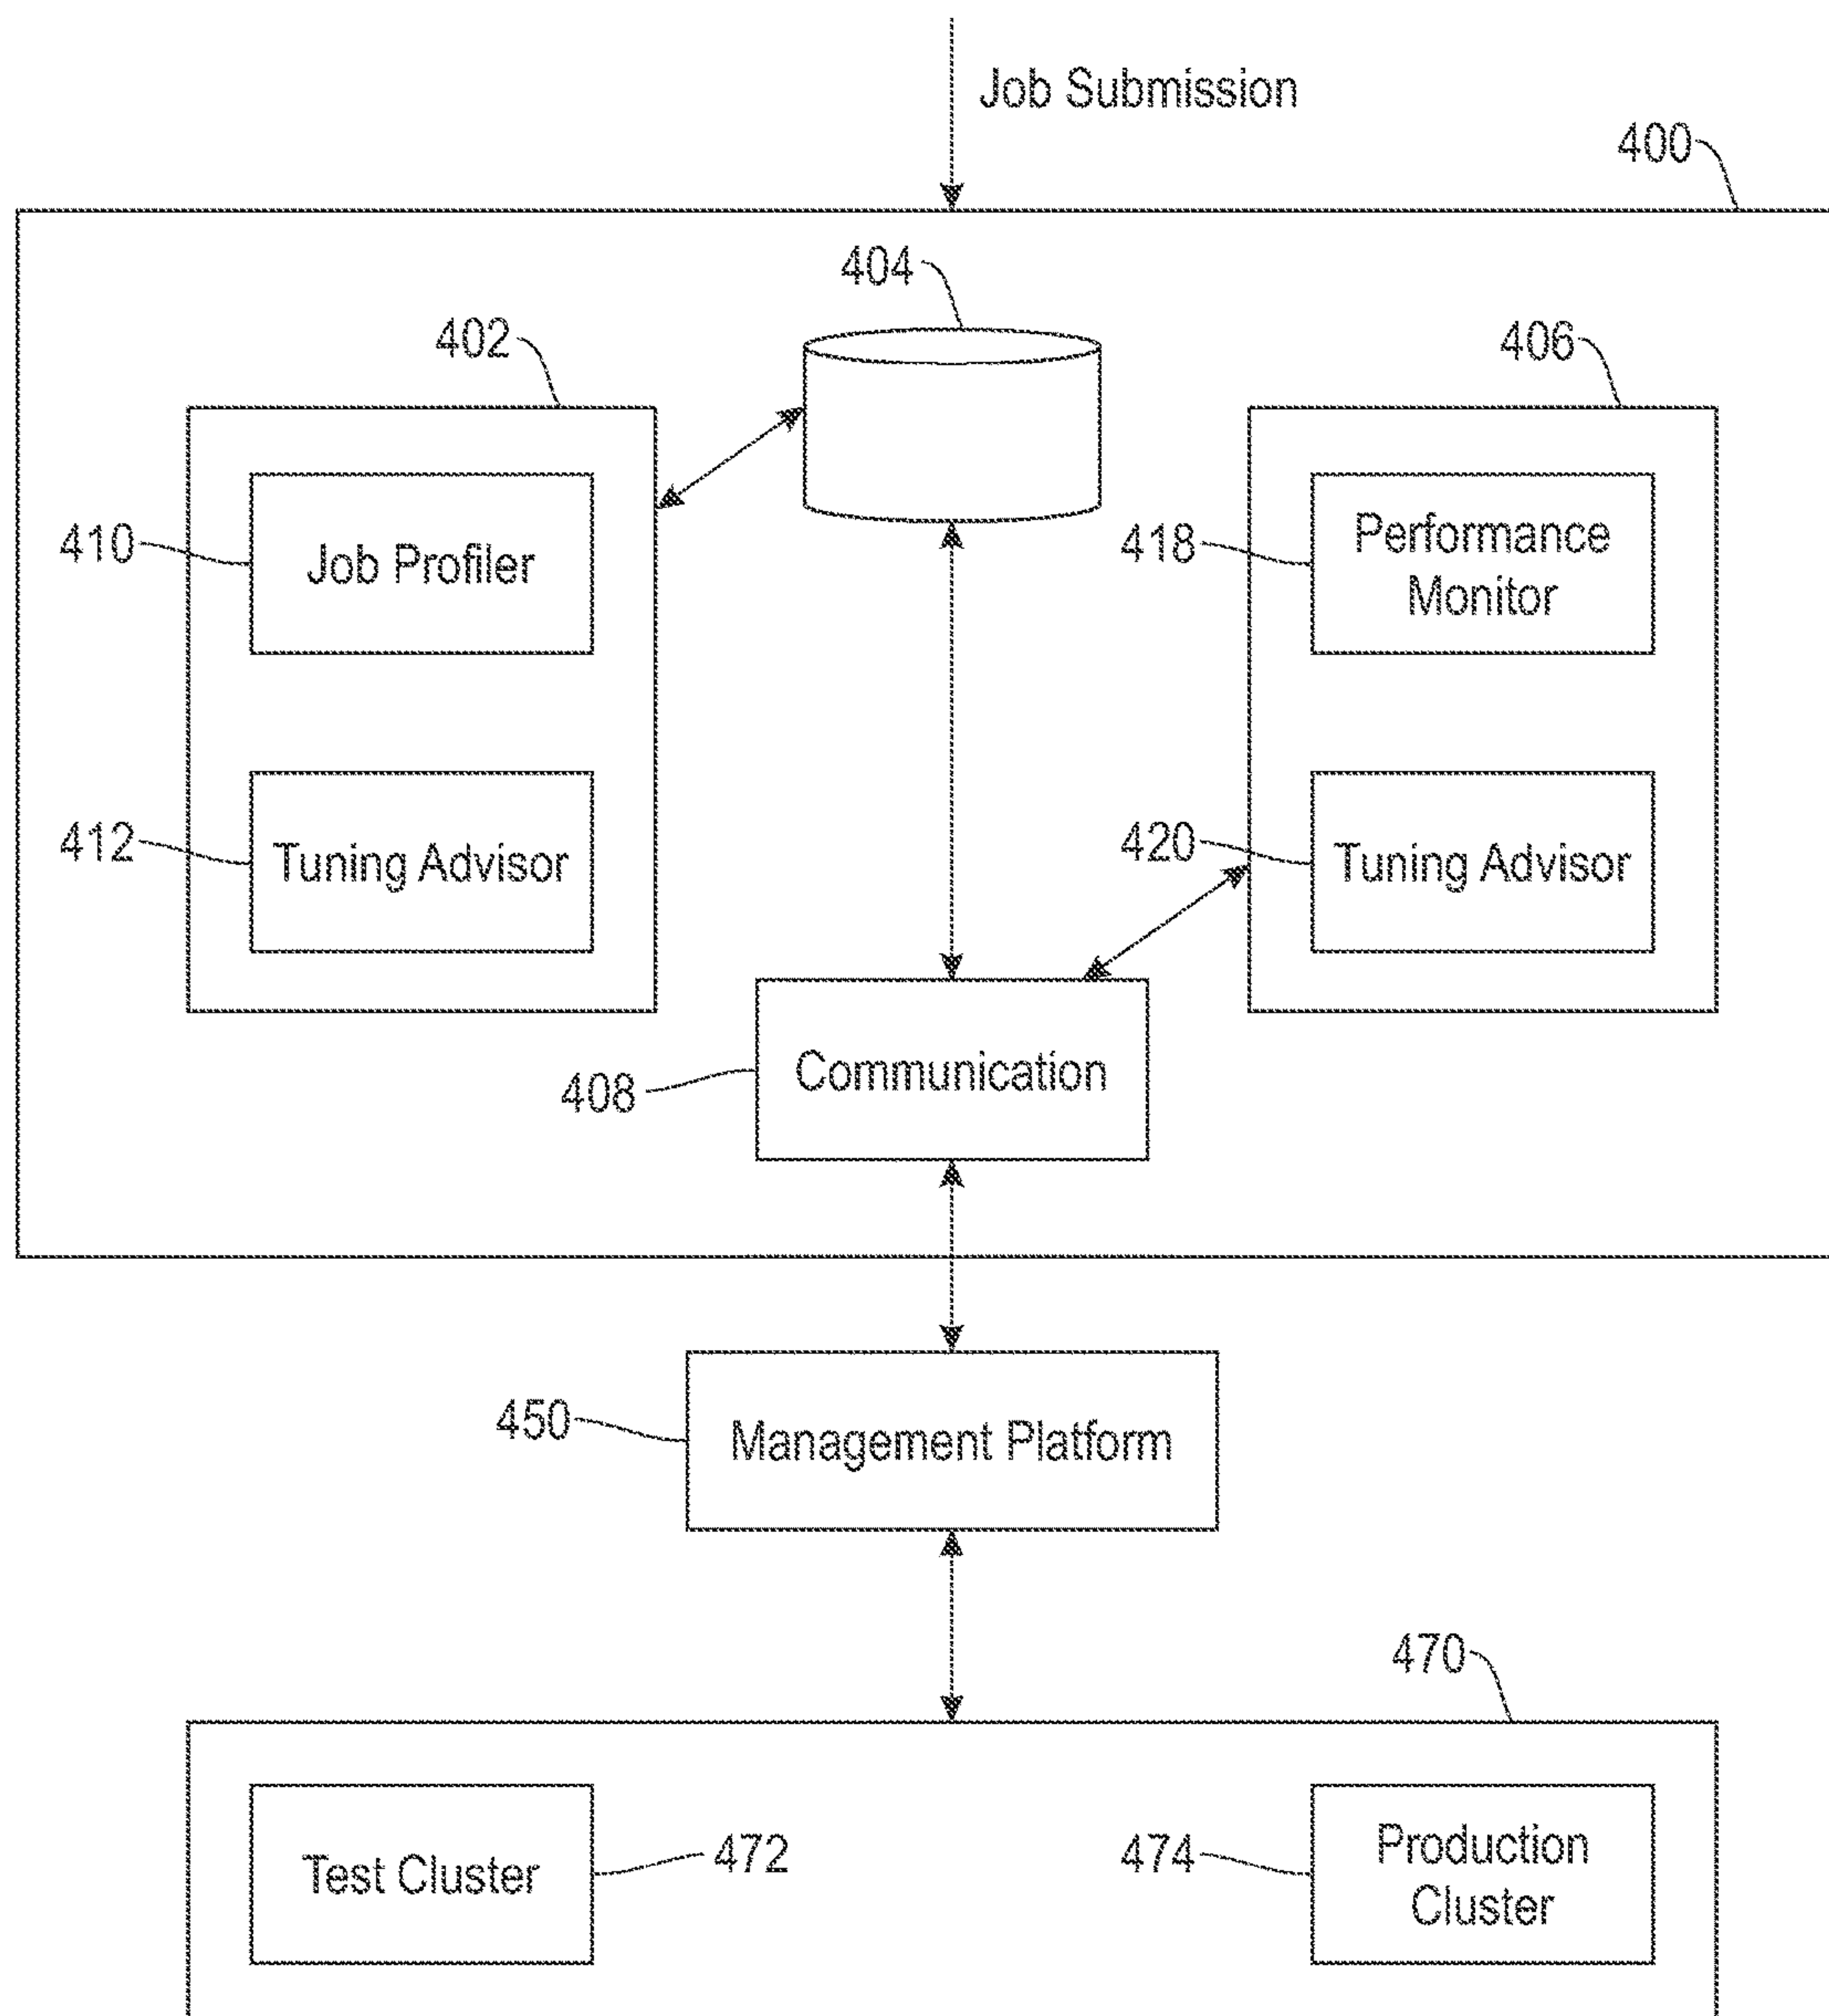 Job Submission
400
404
402
406
410
Job Profiler
418
Performance
Monitor
412
Tuning Advisor
420
Tuning Advisor
408
Communication
450
Management Platform
470
Test Cluster
472
474
Production
Cluster